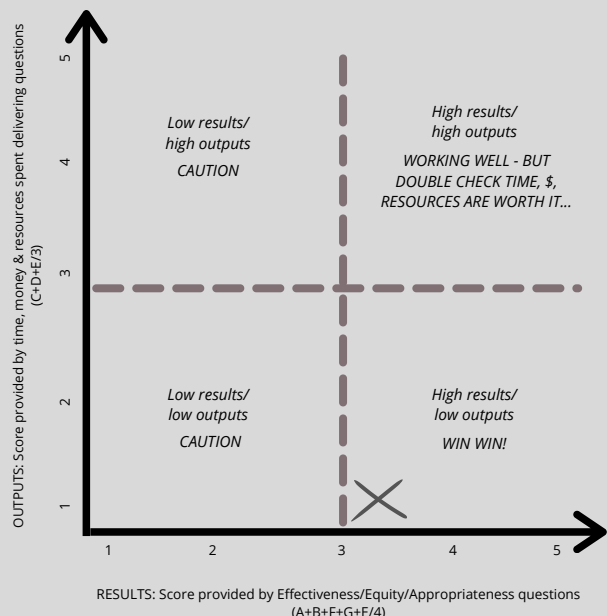 OUTPUTS: Score provided by time, money & resources spent delivering questions
(C+D+E/3)
5
4
3
2
1
Low results/
high outputs
CAUTION
High results/
high outputs
WORKING WELL - BUT
DOUBLE CHECK TIME, $,
RESOURCES ARE WORTH IT...
Low results/
low outputs
CAUTION
High results/
low outputs
WIN WIN!
1 2 3 4 5
RESULTS: Score provided by Effectiveness/Equity/Appropriateness questions
(A+B+F+G+E/4)